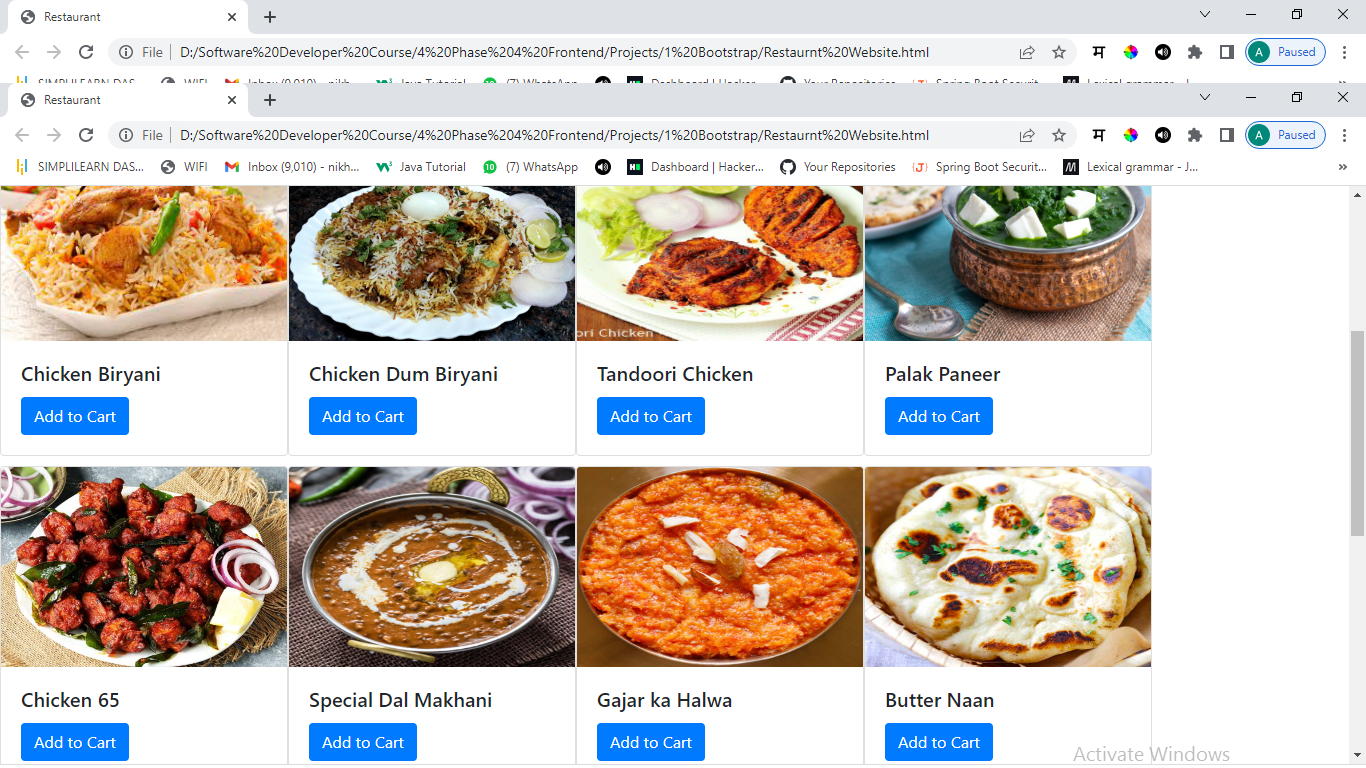 Restaurant
File D:/Software%20Developer%20Course/4%20Phase%204%20Frontend/Projects/1%20Bootstrap/Restaurnt%20Website.html A Paused
SIMPLILEARN DAS... WIFI Inbox (9,010) - nikh... Java Tutorial (7) WhatsApp Dashboard | Hacker... Your Repositories Spring Boot Securit... Lexical grammar - J...
Restaurant
File D:/Software%20Developer%20Course/4%20Phase%204%20Frontend/Projects/1%20Bootstrap/Restaurnt%20Website.html म A Paused
SIMPLILEARN DAS... WIFI Inbox (9,010) - nikh... Java Tutorial 10 (7) WhatsApp Dashboard | Hacker... Your Repositories {J} Spring Boot Securit... Lexical grammar - J... »
ori Chicken
Chicken Biryani Chicken Dum Biryani Tandoori Chicken Palak Paneer
Add to Cart Add to Cart Add to Cart Add to Cart
Chicken 65 Special Dal Makhani Gajar ka Halwa Butter Naan
Add to Cart Add to Cart Add to Cart Add to Cart
Activate Windows